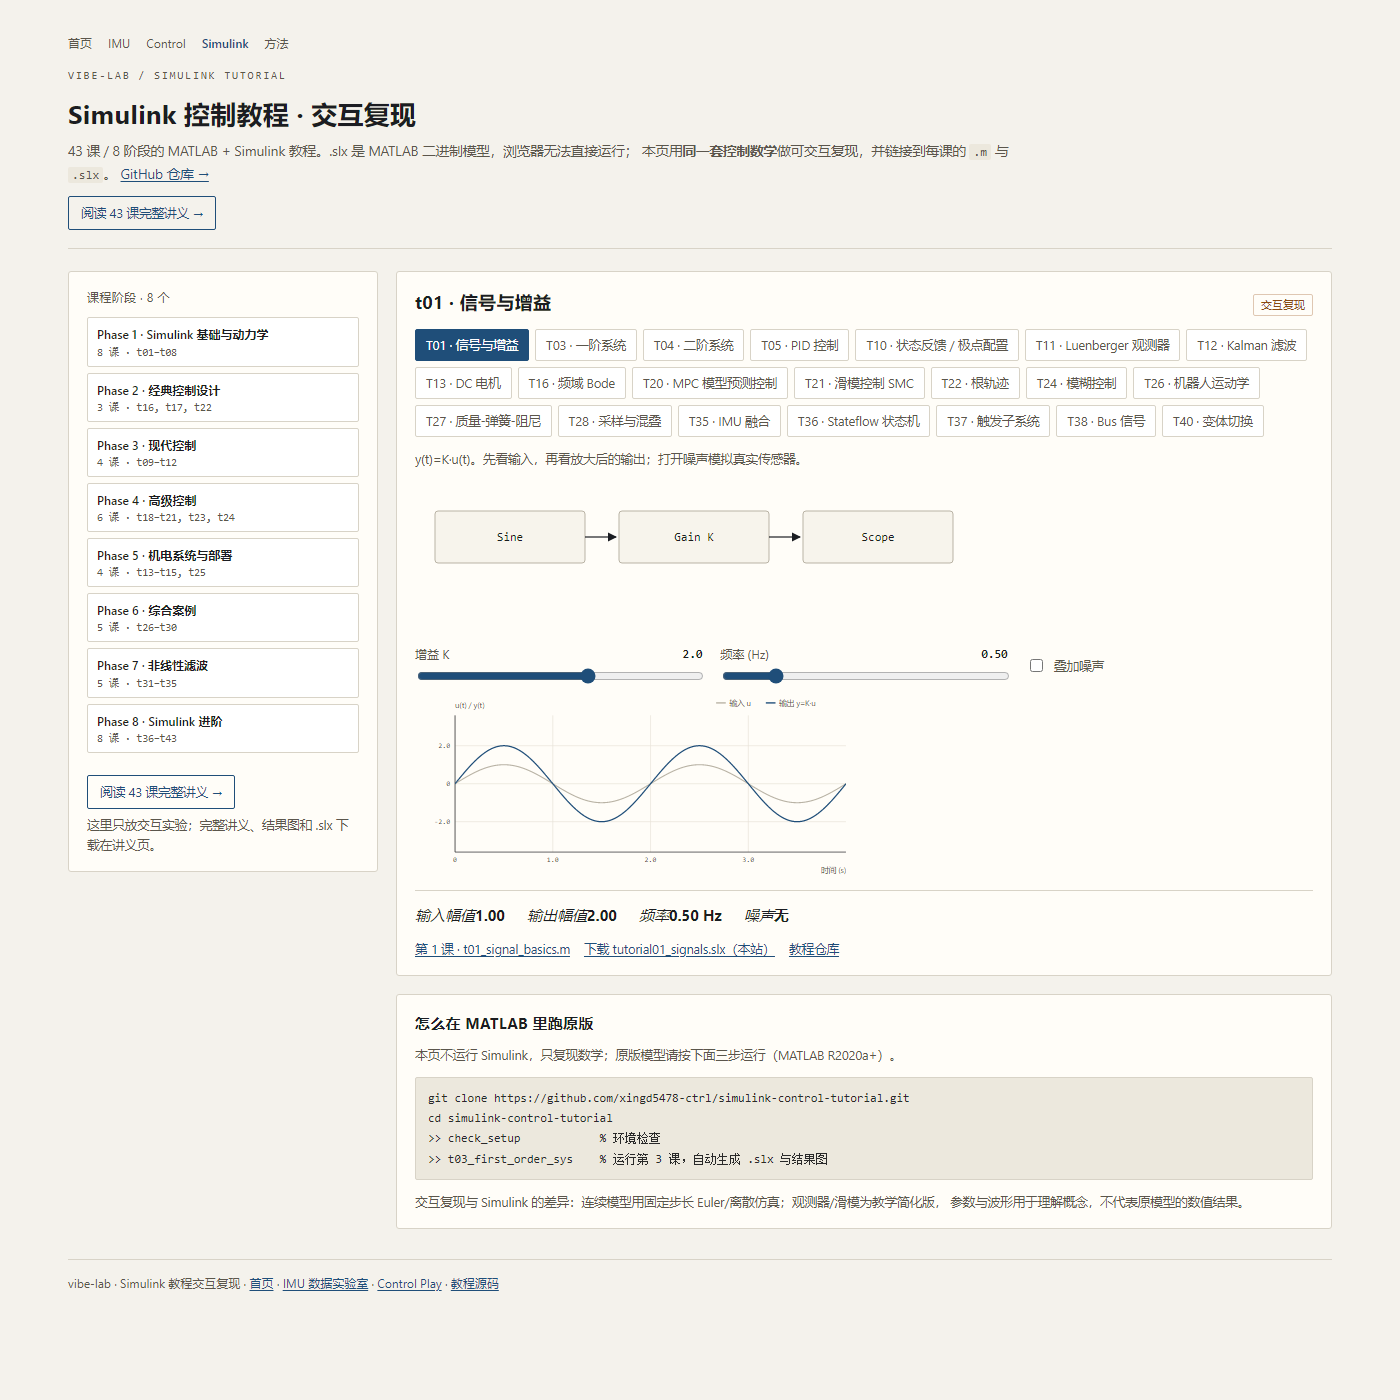 首页 IMU Control Simulink 方法
VIBE-LAB / SIMULINK TUTORIAL
Simulink 控制教程 · 交互复现
43 课 / 8 阶段的 MATLAB + Simulink 教程。.slx 是 MATLAB 二进制模型，浏览器无法直接运行； 本页用同一套控制数学做可交互复现，并链接到每课的 .m 与
.slx 。 GitHub 仓库 →
阅读 43 课完整讲义 →
课程阶段 · 8 个
Phase 1 · Simulink 基础与动力学
8 课 · t01–t08
Phase 2 · 经典控制设计
3 课 · t16, t17, t22
Phase 3 · 现代控制
4 课 · t09–t12
Phase 4 · 高级控制
6 课 · t18–t21, t23, t24
Phase 5 · 机电系统与部署
4 课 · t13–t15, t25
Phase 6 · 综合案例
5 课 · t26–t30
Phase 7 · 非线性滤波
5 课 · t31–t35
Phase 8 · Simulink 进阶
8 课 · t36–t43
阅读 43 课完整讲义 →
这里只放交互实验；完整讲义、结果图和 .slx 下
载在讲义页。
t01 · 信号与增益
交互复现
T01 · 信号与增益 T03 · 一阶系统 T04 · 二阶系统 T05 · PID 控制 T10 · 状态反馈 / 极点配置 T11 · Luenberger 观测器 T12 · Kalman 滤波
T13 · DC 电机 T16 · 频域 Bode T20 · MPC 模型预测控制 T21 · 滑模控制 SMC T22 · 根轨迹 T24 · 模糊控制 T26 · 机器人运动学
T27 · 质量-弹簧-阻尼 T28 · 采样与混叠 T35 · IMU 融合 T36 · Stateflow 状态机 T37 · 触发子系统 T38 · Bus 信号 T40 · 变体切换
y(t)=K·u(t)。先看输入，再看放大后的输出；打开噪声模拟真实传感器。
Sine Gain K Scope
增益 K 2.0 频率 (Hz) 0.50 叠加噪声
u(t) / y(t) 输入 u 输出 y=K·u
2.0
0
-2.0
0 1.0 2.0 3.0
时间 (s)
输入幅值1.00 输出幅值2.00 频率0.50 Hz 噪声无
第 1 课 · t01_signal_basics.m 下载 tutorial01_signals.slx（本站） 教程仓库
怎么在 MATLAB 里跑原版
本页不运行 Simulink，只复现数学；原版模型请按下面三步运行（MATLAB R2020a+）。
git clone https://github.com/xingd5478-ctrl/simulink-control-tutorial.git
cd simulink-control-tutorial
>> check_setup % 环境检查
>> t03_first_order_sys % 运行第 3 课，自动生成 .slx 与结果图
交互复现与 Simulink 的差异：连续模型用固定步长 Euler/离散仿真；观测器/滑模为教学简化版， 参数与波形用于理解概念，不代表原模型的数值结果。
vibe-lab · Simulink 教程交互复现 · 首页 · IMU 数据实验室 · Control Play · 教程源码